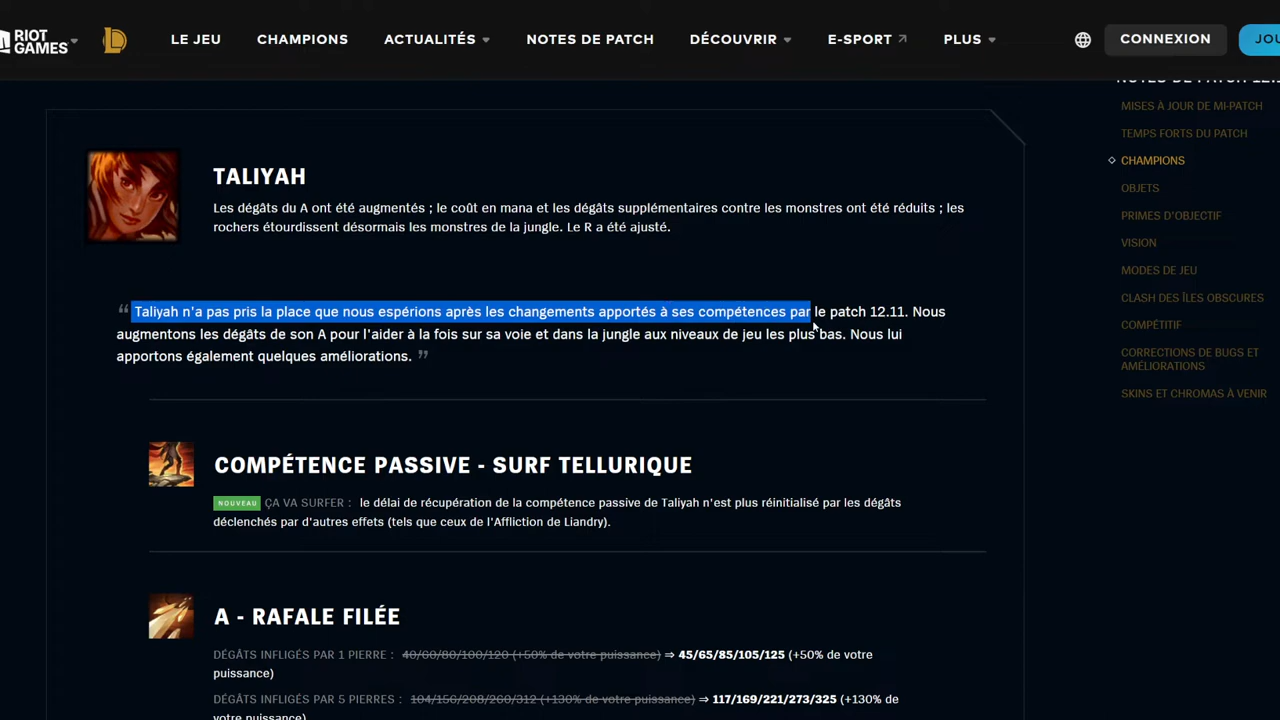 RIOT
GAMES
LE JEU
CHAMPIONS
ACTUALITÉS
NOTES DE PATCH
DÉCOUVRIR
E-SPORT
PLUS
CONNEXION
JOU
NOTES DE PATCH 12.1
MISES À JOUR DE MI-PATCH
TEMPS FORTS DU PATCH
CHAMPIONS
OBJETS
PRIMES D'OBJECTIF
VISION
MODES DE JEU
CLASH DES ÎLES OBSCURES
COMPÉTITIF
CORRECTIONS DE BUGS ET
AMÉLIORATIONS
SKINS ET CHROMAS À VENIR
TALIYAH
Les dégâts du A ont été augmentés ; le coût en mana et les dégâts supplémentaires contre les monstres ont été réduits ; les
rochers étourdissent désormais les monstres de la jungle. Le R a été ajusté.
“ Taliyah n'a pas pris la place que nous espérions après les changements apportés à ses compétences par le patch 12.11. Nous
augmentons les dégâts de son A pour l'aider à la fois sur sa voie et dans la jungle aux niveaux de jeu les plus bas. Nous lui
apportons également quelques améliorations. ”
COMPÉTENCE PASSIVE - SURF TELLURIQUE
NOUVEAU ÇA VA SURFER : le délai de récupération de la compétence passive de Taliyah n'est plus réinitialisé par les dégâts
déclenchés par d'autres effets (tels que ceux de l'Affliction de Liandry).
A - RAFALE FILÉE
DÉGÂTS INFLIGÉS PAR 1 PIERRE : 40/60/80/100/120 (+50% de votre puissance) ⇒ 45/65/85/105/125 (+50% de votre
puissance)
DÉGÂTS INFLIGÉS PAR 5 PIERRES : 104/156/208/260/312 (+130% de votre puissance) ⇒ 117/169/221/273/325 (+130% de
votre puissance)